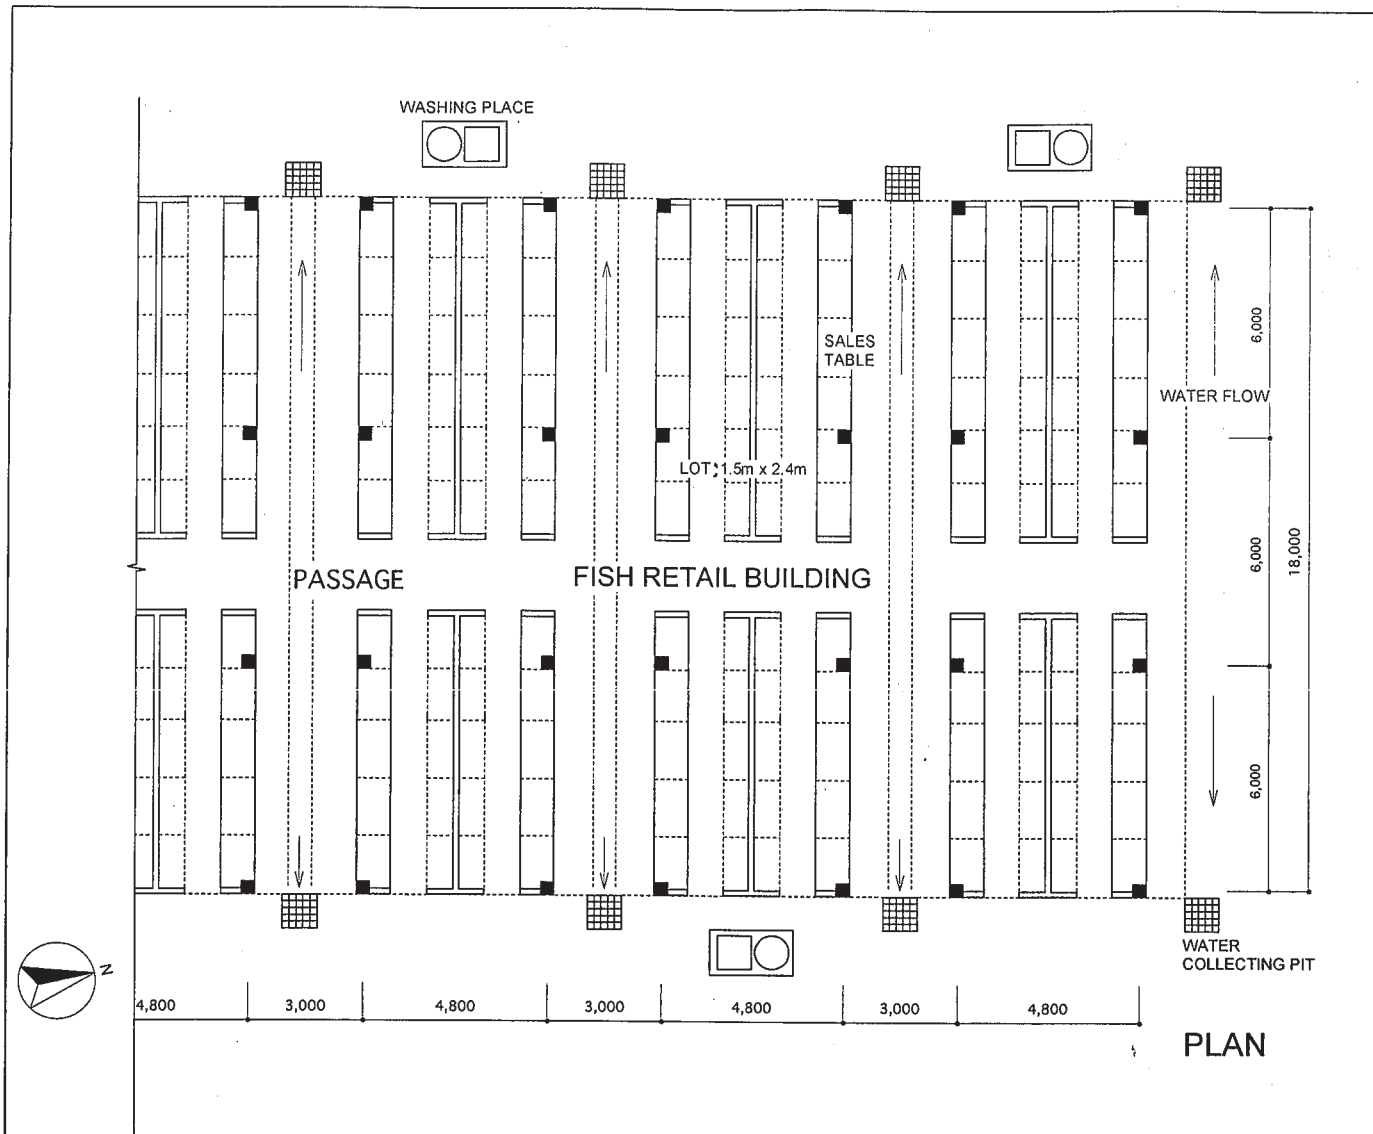 WASHING PLACE
6,000
SALES
TABLE
WATER FLOW
LOT : 1.5m x 2.4m
6,000
18,000
PASSAGE
FISH RETAIL BUILDING
6,000
WATER
COLLECTING PIT
N
4,800
3,000
4,800
3,000
4,800
3,000
4,800
PLAN